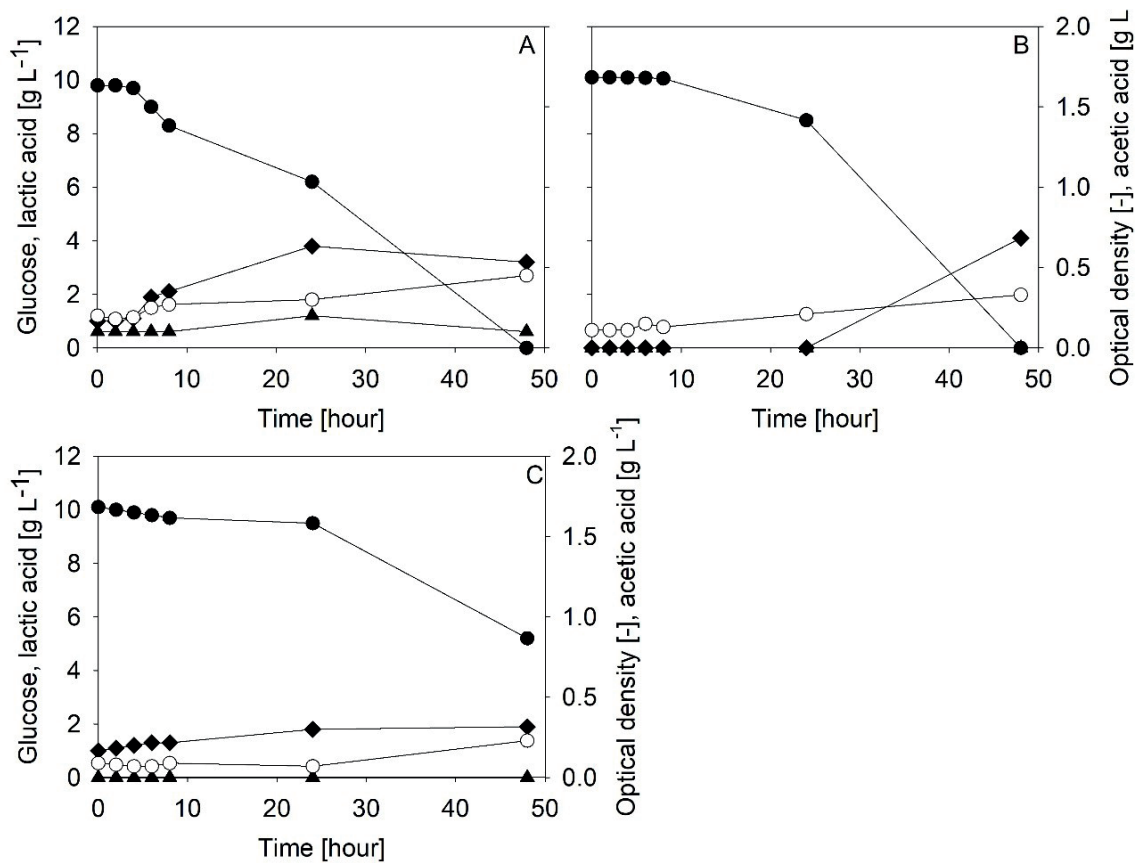 A
12
10
8
6
4
2
0
Glucose, lactic acid [g L⁻¹]
0 10 20 30 40 50
Time [hour]
B
2.0
1.5
1.0
0.5
0.0
Optical density [-], acetic acid [g L
0 10 20 30 40 50
Time [hour]
C
12
10
8
6
4
2
0
Glucose, lactic acid [g L⁻¹]
2.0
1.5
1.0
0.5
0.0
Optical density [-], acetic acid [g L⁻¹]
0 10 20 30 40 50
Time [hour]